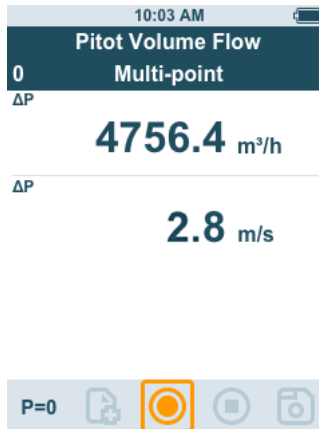 10:03 AM
Pitot Volume Flow
0 Multi-point
ΔP
4756.4 m³/h
ΔP
2.8 m/s
P=0